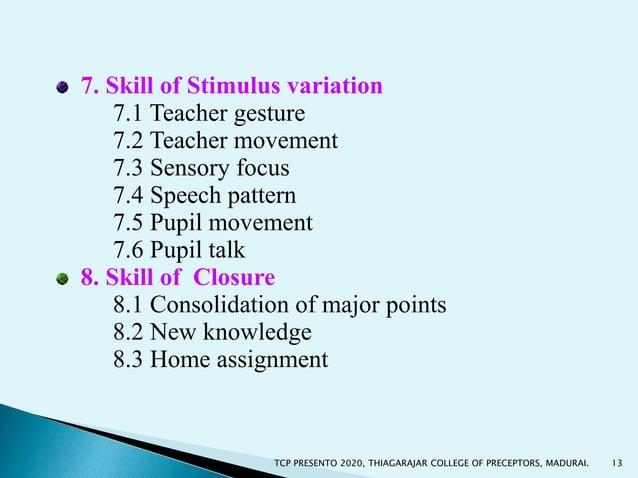 7. Skill of Stimulus variation
7.1 Teacher gesture
7.2 Teacher movement
7.3 Sensory focus
7.4 Speech pattern
7.5 Pupil movement
7.6 Pupil talk
8. Skill of  Closure
8.1 Consolidation of major points
8.2 New knowledge
8.3 Home assignment
TCP PRESENTO 2020, THIAGARAJAR COLLEGE OF PRECEPTORS, MADURAI. 13